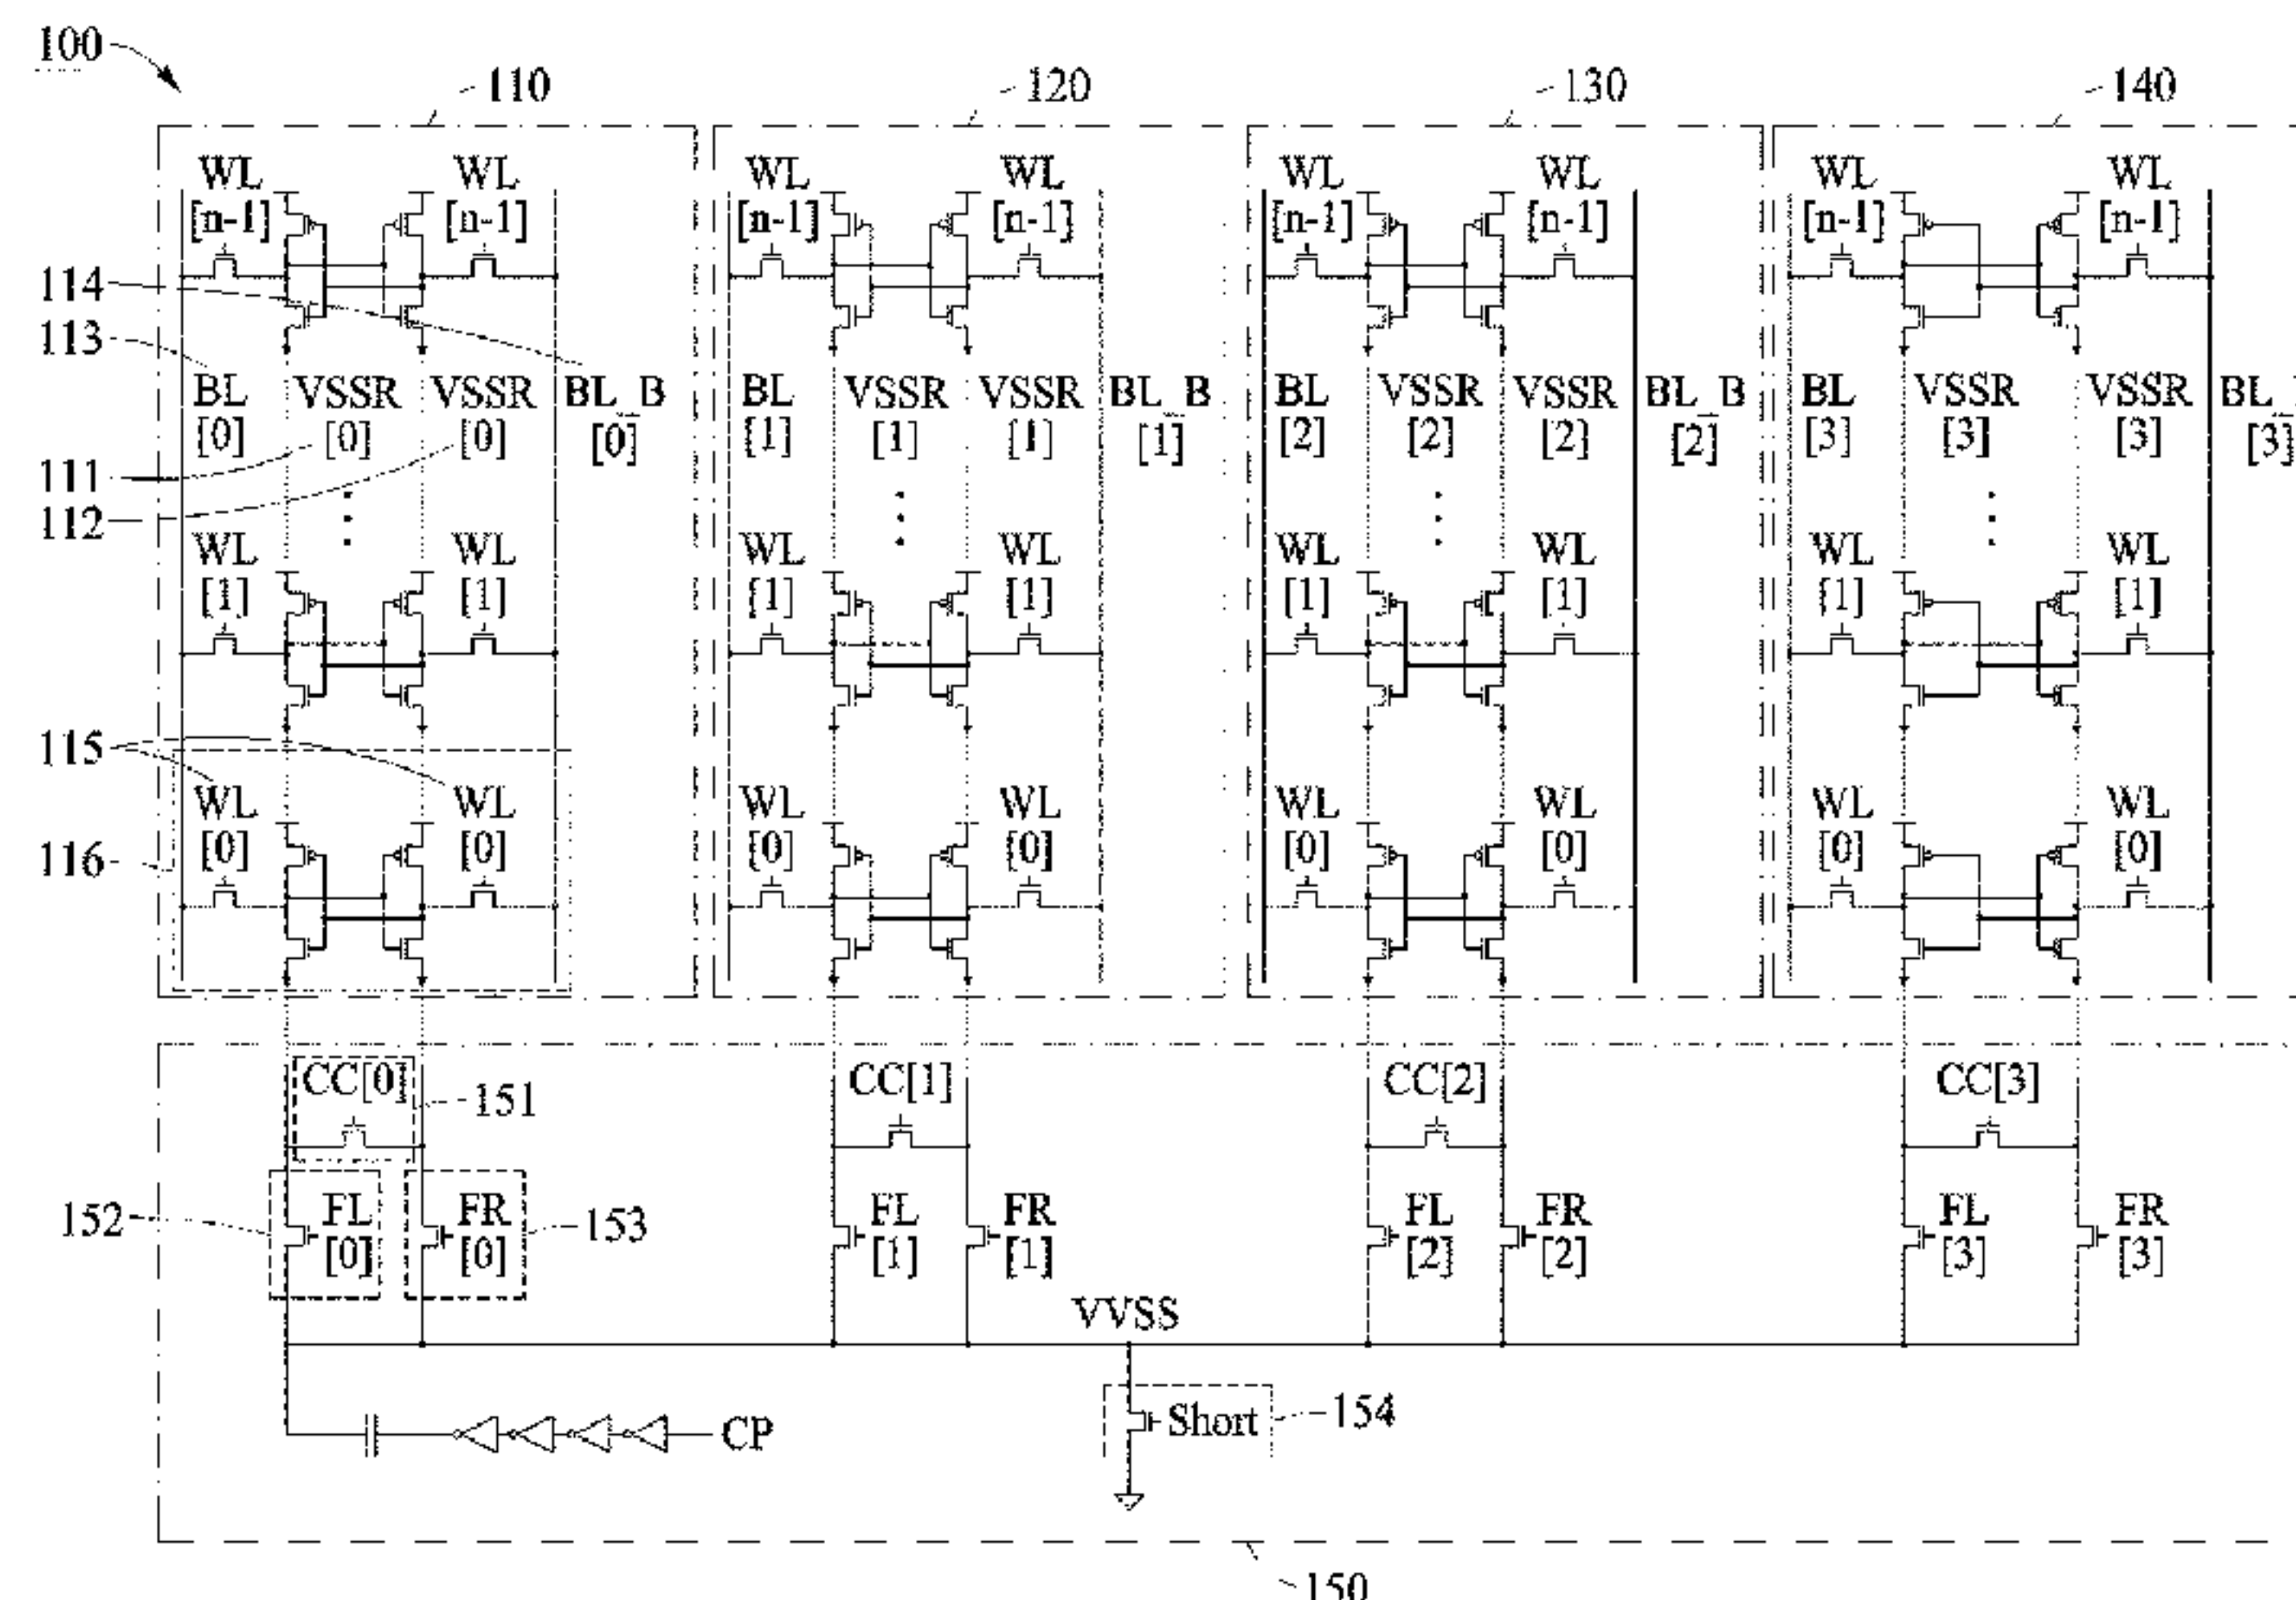 100
110 120 130 140
WL WL WL WL WL WL WL WL
[n-1] [n-1] [n-1] [n-1] [n-1] [n-1] [n-1] [n-1]
114
113
BL VSSR VSSR BL_B BL VSSR VSSR BL_B BL VSSR VSSR BL_B BL VSSR VSSR
[0] [0] [0] [0] [1] [1] [1] [1] [2] [2] [2] [2] [3] [3] [3] [3]
111
112
WL WL WL WL WL WL WL WL
[1] [1] [1] [1] [1] [1] [1] [1]
115
WL WL WL WL WL WL WL WL
[0] [0] [0] [0] [0] [0] [0] [0]
116
CC[0] CC[1] CC[2] CC[3]
151
152 FL FR 153 FL FR FL FR FL FR
[0] [0] [1] [1] [2] [2] [3] [3]
VVSS
CP Short 154
150